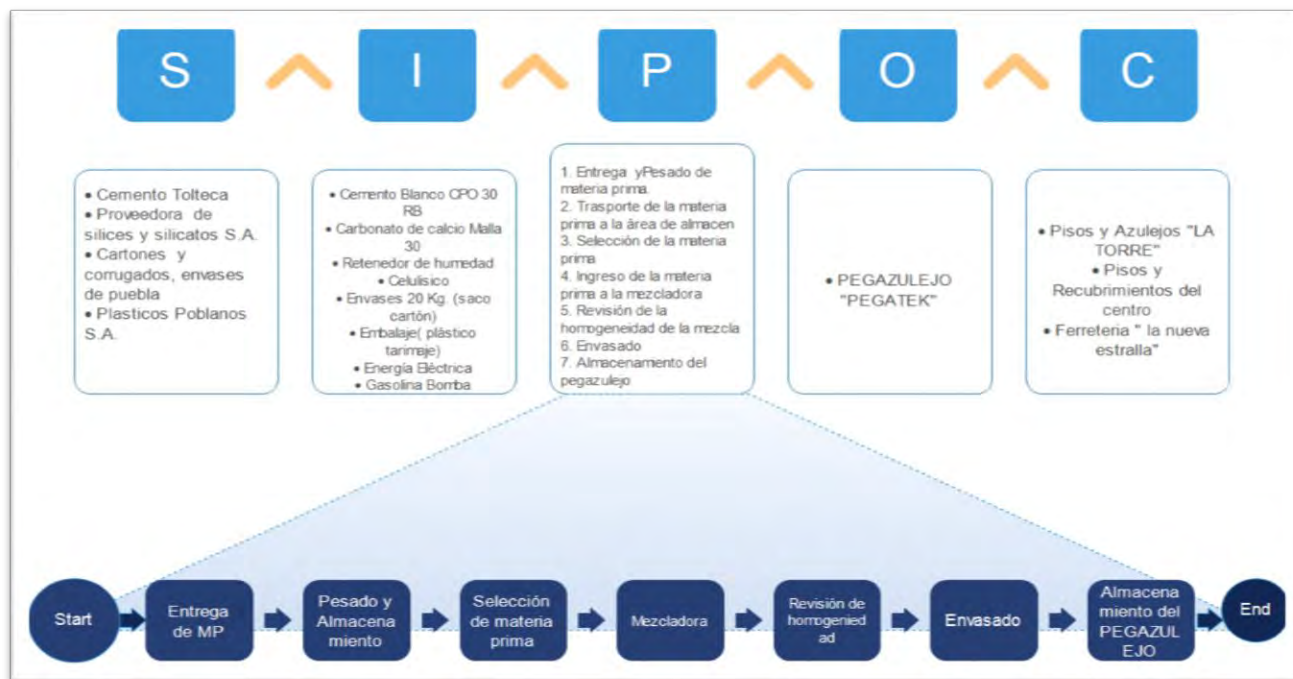 S
I
P
O
C
• Cemento Tolteca
• Proveedora de
silices y silicatos S.A.
• Cartones y
corrugados, envases
de puebla
• Plasticos Poblanos
S.A.
• Cemento Blanco CPO 30
RB
• Carbonato de calcio Malla
30
• Retenedor de humedad
• Celulísico
• Envases 20 Kg. (saco
cartón)
• Embalaje( plástico
tarimaje)
• Energía Eléctrica
• Gasolina Bomba
1. Entrega yPesado de
materia prima.
2. Trasporte de la materia
prima a la área de almacen
3. Selección de la materia
prima
4. Ingreso de la materia
prima a la mezcladora
5. Revisión de la
homogeneidad de la mezcla
6. Envasado
7. Almacenamiento del
pegazulejo
• PEGAZULEJO
"PEGATEK"
• Pisos y Azulejos "LA
TORRE"
• Pisos y
Recubrimientos del
centro
• Ferreteria " la nueva
estralla"
Start
Entrega
de MP
Pesado y
Almacena
miento
Selección
de materia
prima
Mezcladora
Revisión de
homogenied
ad
Envasado
Almacena
miento del
PEGAZUL
EJO
End